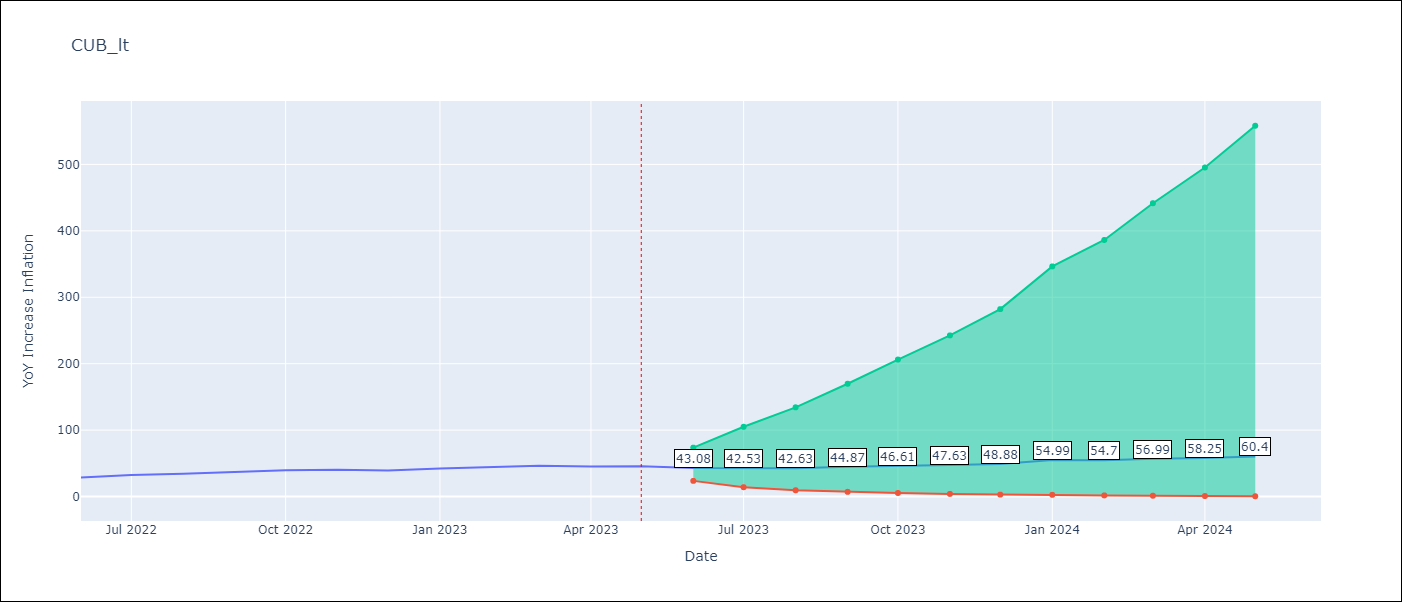 CUB_lt
YoY Increase Inflation
500
400
300
200
100
0
43.08 42.53 42.63 44.87 46.61 47.63 48.88 54.99 54.7 56.99 58.25 60.4
Jul 2022 Oct 2022 Jan 2023 Apr 2023 Jul 2023 Oct 2023 Jan 2024 Apr 2024
Date